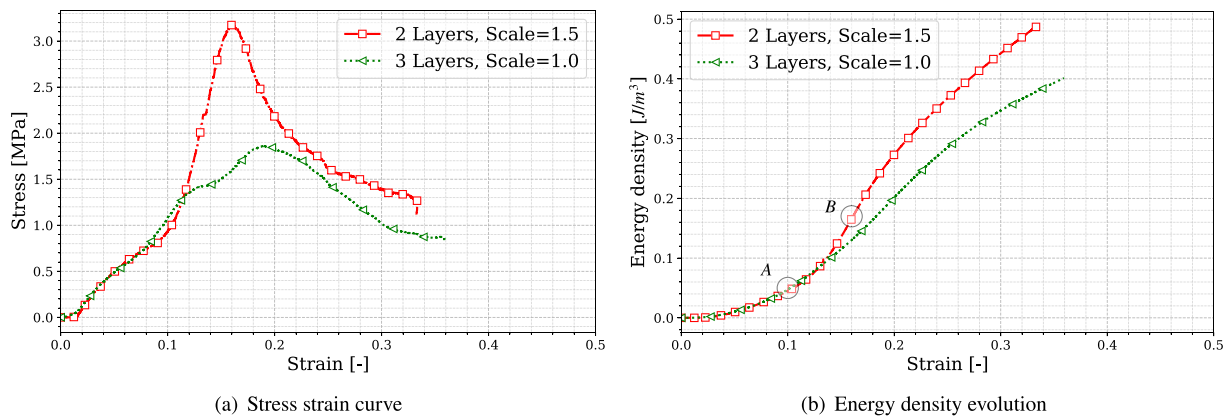 2 Layers, Scale=1.5
3 Layers, Scale=1.0
Stress [MPa]
3.0
2.5
2.0
1.5
1.0
0.5
0.0
0.0 0.1 0.2 0.3 0.4 0.5
Strain [-]
(a) Stress strain curve
2 Layers, Scale=1.5
3 Layers, Scale=1.0
Energy density [J/m³]
0.5
0.4
0.3
0.2
0.1
0.0
B
A
0.0 0.1 0.2 0.3 0.4 0.5
Strain [-]
(b) Energy density evolution